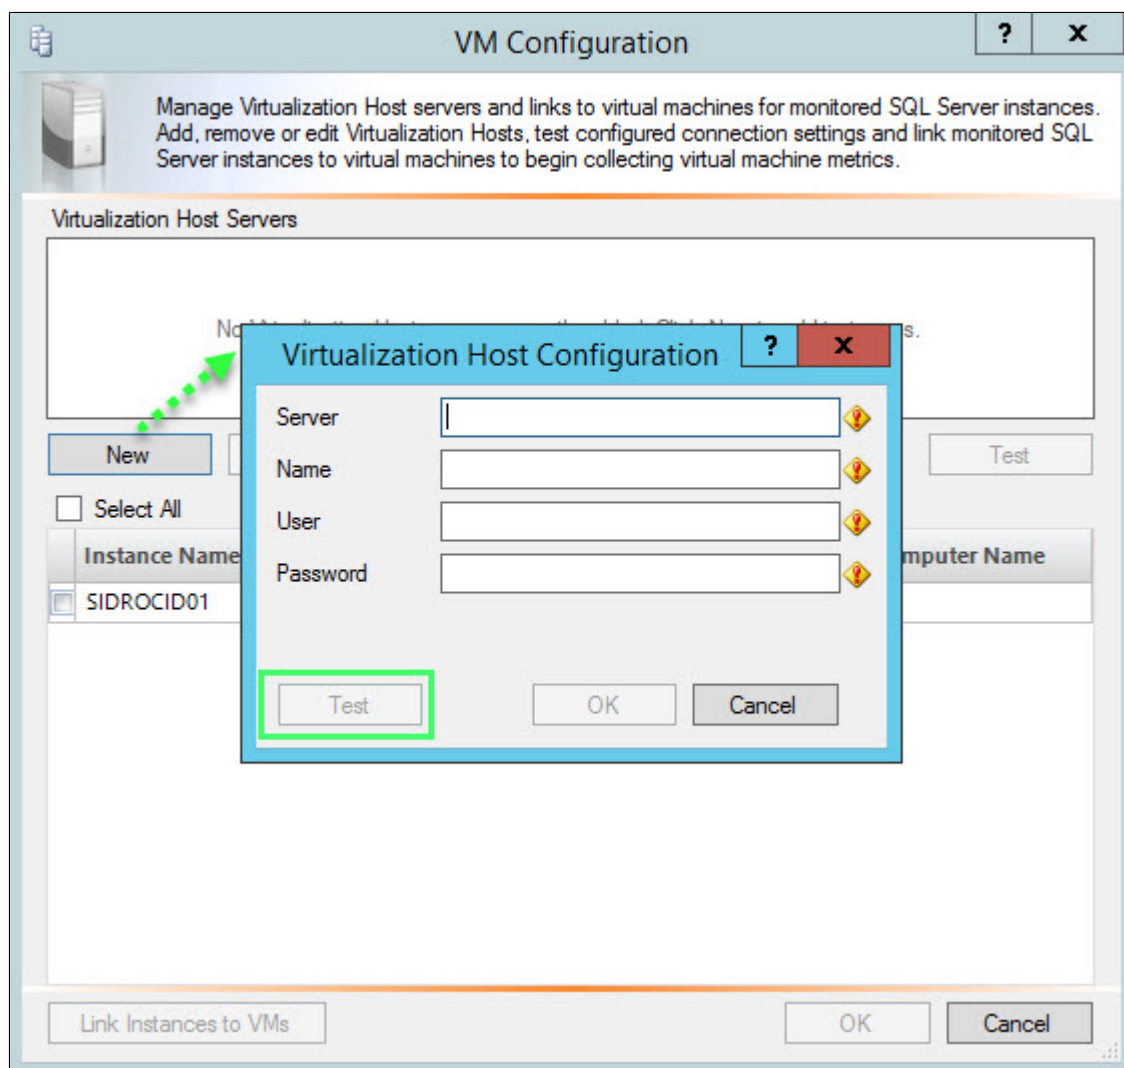 VM Configuration
? x
Manage Virtualization Host servers and links to virtual machines for monitored SQL Server instances.
Add, remove or edit Virtualization Hosts, test configured connection settings and link monitored SQL
Server instances to virtual machines to begin collecting virtual machine metrics.
Virtualization Host Servers
Virtualization Host Configuration
? x
Server
Name
User
Password
Test OK Cancel
New Test
Select All
Instance Name
SIDROCID01
Link Instances to VMs OK Cancel